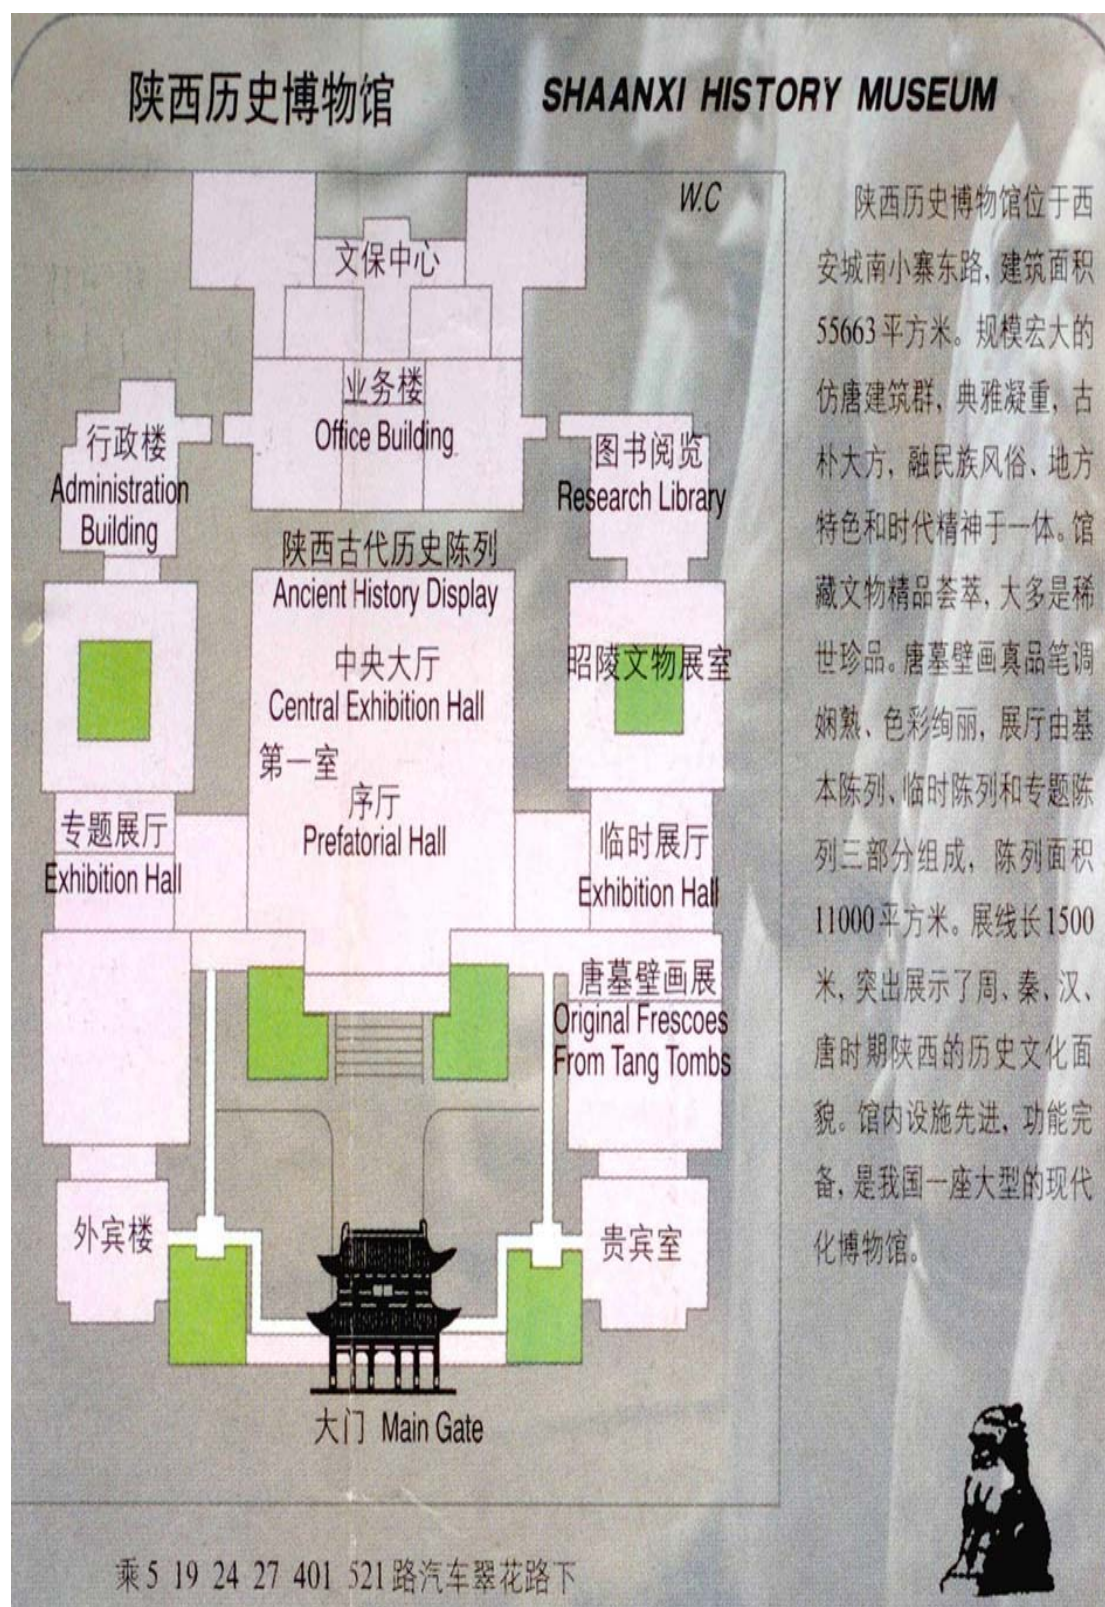 陕西历史博物馆
SHAANXI HISTORY MUSEUM
W.C
文保中心
业务楼
Office Building
行政楼
Administration
Building
图书阅览
Research Library
陕西古代历史陈列
Ancient History Display
中央大厅
Central Exhibition Hall
第一室
序厅
Prefatorial Hall
昭陵文物展室
专题展厅
Exhibition Hall
临时展厅
Exhibition Hall
唐墓壁画展
Original Frescoes
From Tang Tombs
外宾楼
贵宾室
大门 Main Gate
陕西历史博物馆位于西
安城南小寨东路,建筑面积
55663平方米。规模宏大的
仿唐建筑群,典雅凝重,古
朴大方,融民族风俗、地方
特色和时代精神于一体。馆
藏文物精品荟萃,大多是稀
世珍品。唐墓壁画真品笔调
娴熟、色彩绚丽,展厅由基
本陈列、临时陈列和专题陈
列三部分组成,陈列面积
11000平方米。展线长1500
米,突出展示了周、秦、汉、
唐时期陕西的历史文化面
貌。馆内设施先进,功能完
备,是我国一座大型的现代
化博物馆。
乘5 19 24 27 401 521路汽车翠花路下